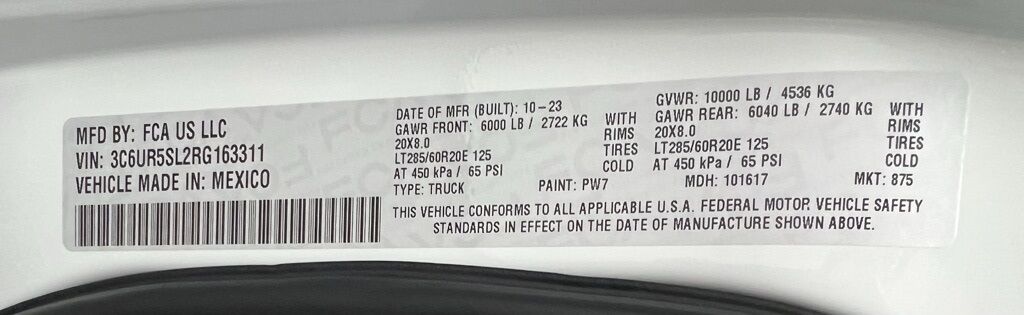 MFD BY: FCA US LLC
VIN: 3C6UR5SL2RG163311
VEHICLE MADE IN: MEXICO
DATE OF MFR (BUILT): 10-23
GAWR FRONT: 6000 LB / 2722 KG WITH
20X8.0 RIMS
LT285/60R20E 125 TIRES
AT 450 kPa / 65 PSI COLD
GVWR: 10000 LB / 4536 KG
GAWR REAR: 6040 LB / 2740 KG WITH
20X8.0 RIMS
LT285/60R20E 125 TIRES
AT 450 kPa / 65 PSI COLD
TYPE: TRUCK PAINT: PW7 MDH: 101617 MKT: 875
THIS VEHICLE CONFORMS TO ALL APPLICABLE U.S.A. FEDERAL MOTOR VEHICLE SAFETY
STANDARDS IN EFFECT ON THE DATE OF MANUFACTURE SHOWN ABOVE.